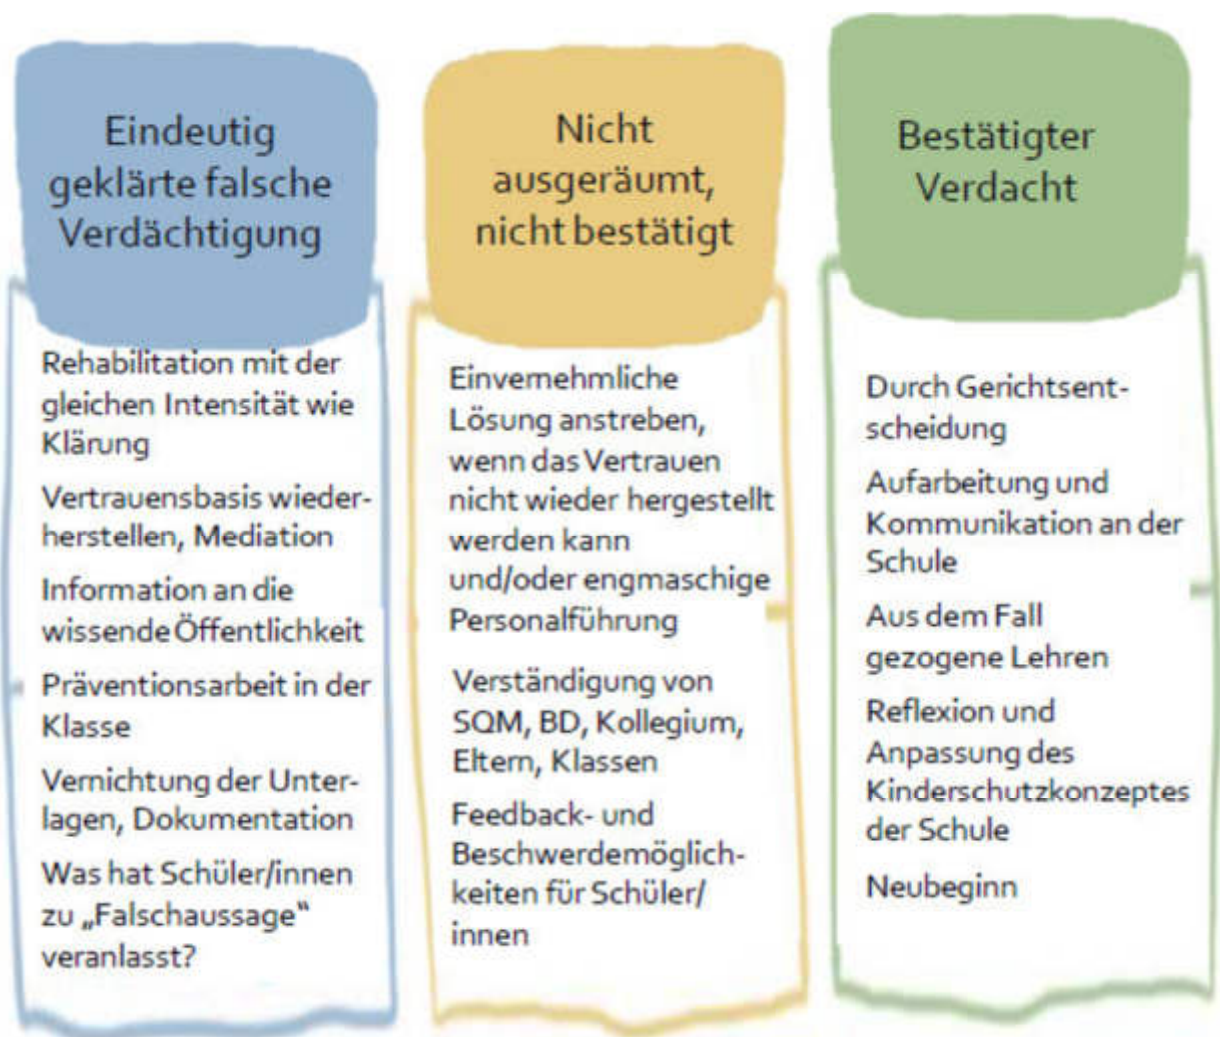 Eindeutig
geklärte falsche
Verdächtigung
Rehabilitation mit der
gleichen Intensität wie
Klärung
Vertrauensbasis wieder-
herstellen, Mediation
Information an die
wissende Öffentlichkeit
Präventionsarbeit in der
Klasse
Vernichtung der Unter-
lagen, Dokumentation
Was hat Schüler/innen
zu „Falschaussage“
veranlasst?
Nicht
ausgeräumt,
nicht bestätigt
Einvernehmliche
Lösung anstreben,
wenn das Vertrauen
nicht wieder hergestellt
werden kann
und/oder engmaschige
Personalführung
Verständigung von
SQM, BD, Kollegium,
Eltern, Klassen
Feedback- und
Beschwerdemöglich-
keiten für Schüler/
innen
Bestätigter
Verdacht
Durch Gerichtsent-
scheidung
Aufarbeitung und
Kommunikation an der
Schule
Aus dem Fall
gezogene Lehren
Reflexion und
Anpassung des
Kinderschutzkonzeptes
der Schule
Neubeginn